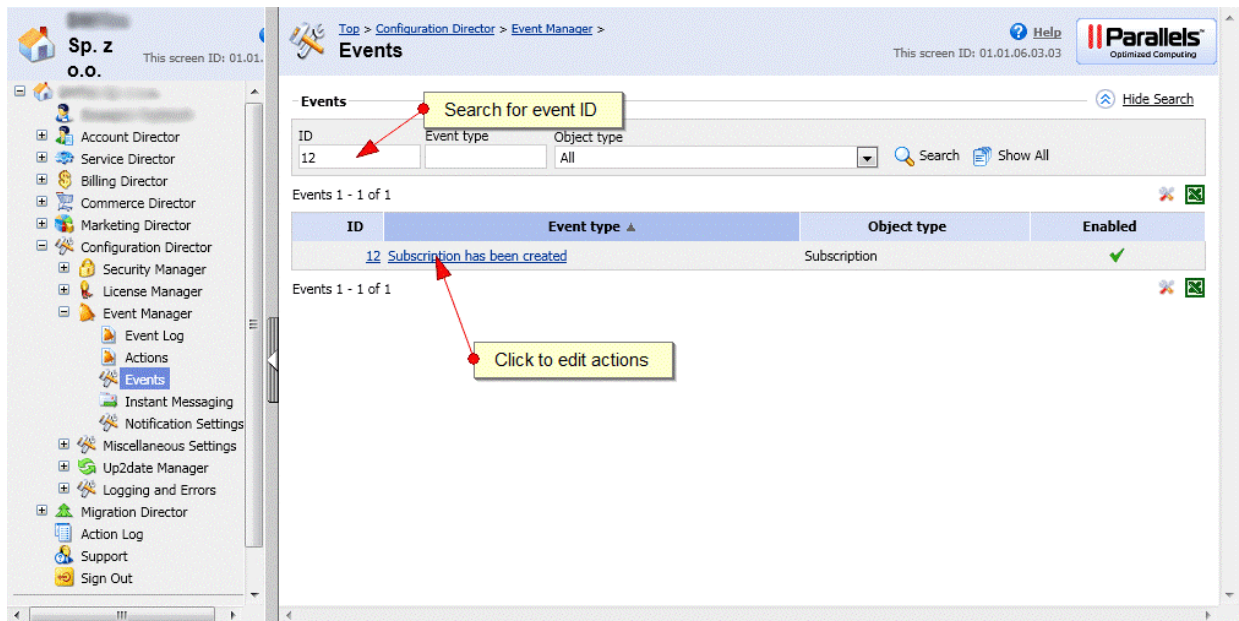 Sp. z
o.o.
This screen ID: 01.01.
Account Director
Service Director
Billing Director
Commerce Director
Marketing Director
Configuration Director
Security Manager
License Manager
Event Manager
Event Log
Actions
Events
Instant Messaging
Notification Settings
Miscellaneous Settings
Up2date Manager
Logging and Errors
Migration Director
Action Log
Support
Sign Out
Top > Configuration Director > Event Manager >
Events
Help
This screen ID: 01.01.06.03.03
Parallels™
Optimized Computing
Events
Hide Search
Search for event ID
ID Event type Object type
12 All Search Show All
Events 1 - 1 of 1
ID Event type Object type Enabled
12 Subscription has been created Subscription
Events 1 - 1 of 1
Click to edit actions